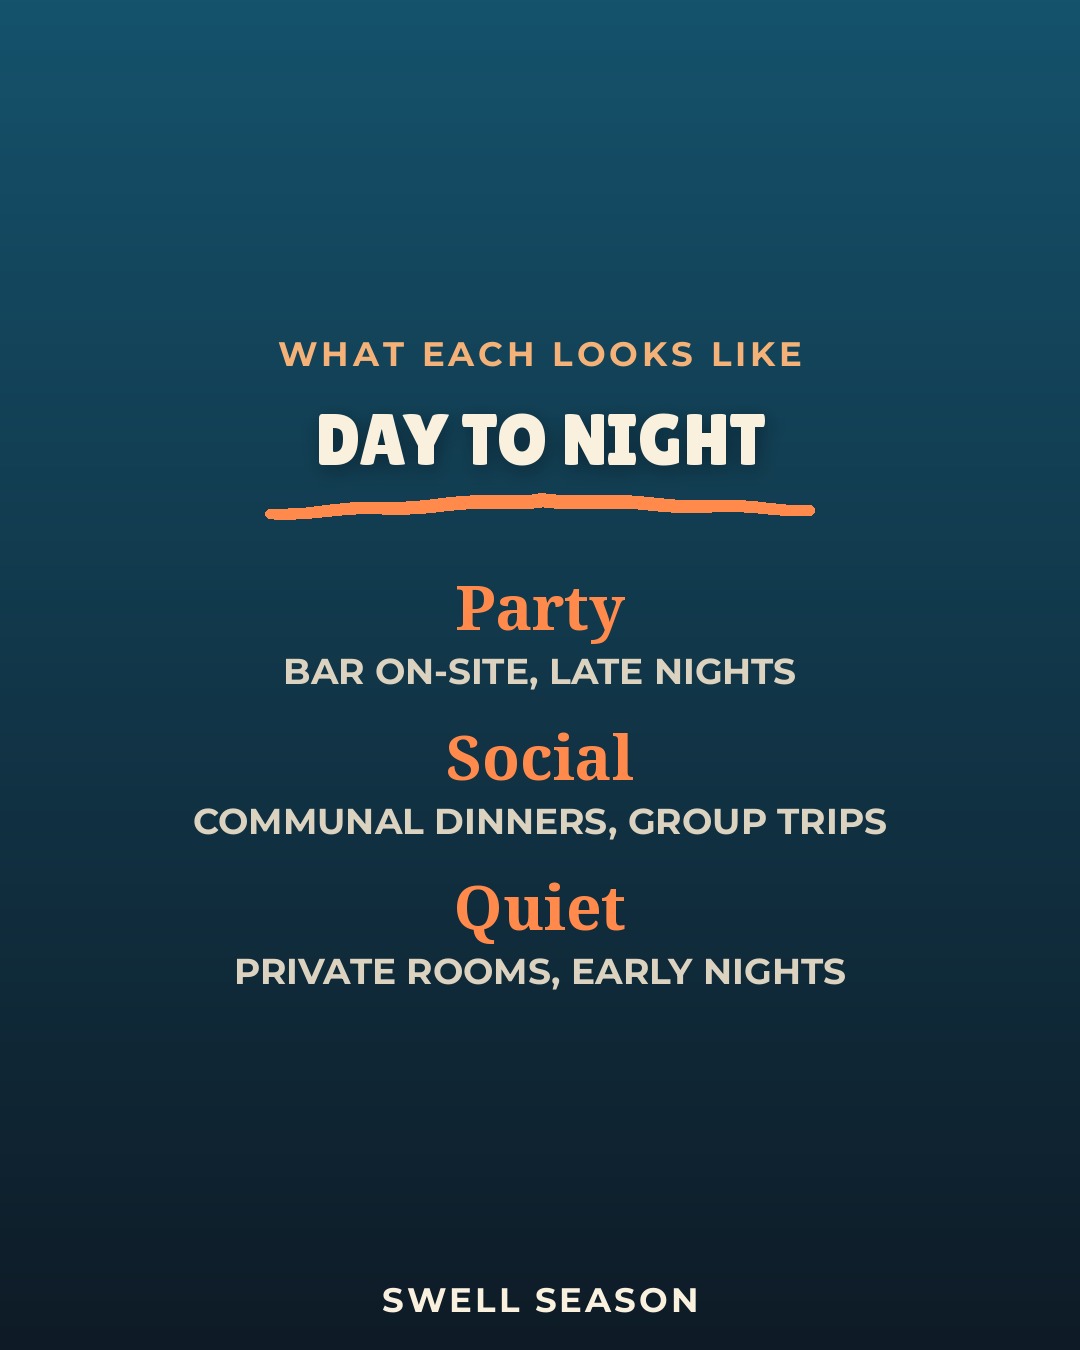 WHAT EACH LOOKS LIKE
DAY TO NIGHT
Party
BAR ON-SITE, LATE NIGHTS
Social
COMMUNAL DINNERS, GROUP TRIPS
Quiet
PRIVATE ROOMS, EARLY NIGHTS
SWELL SEASON